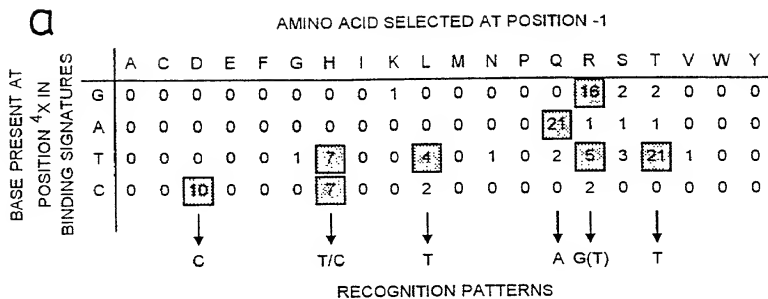 a
AMINO ACID SELECTED AT POSITION -1
BASE PRESENT AT
POSITION ⁴X IN
BINDING SIGNATURES
A C D E F G H I K L M N P Q R S T V W Y
G 0 0 0 0 0 0 0 0 1 0 0 0 0 0 16 2 2 0 0 0
A 0 0 0 0 0 0 0 0 0 0 0 0 0 21 1 1 1 0 0 0
T 0 0 0 0 0 1 7 0 0 4 0 1 0 2 5 3 21 1 0 0
C 0 0 10 0 0 0 7 0 0 2 0 0 0 0 2 0 0 0 0 0
C T/C T A G(T) T
RECOGNITION PATTERNS